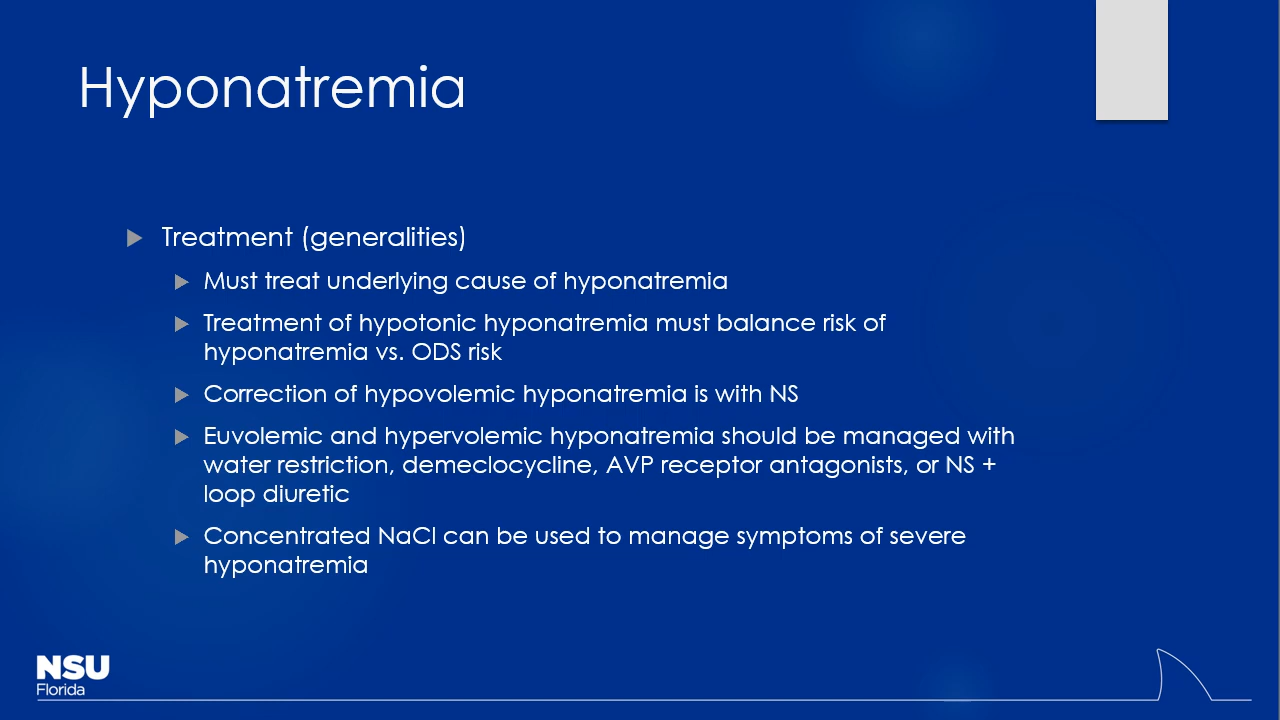 Hyponatremia
Treatment (generalities)
Must treat underlying cause of hyponatremia
Treatment of hypotonic hyponatremia must balance risk of
hyponatremia vs. ODS risk
Correction of hypovolemic hyponatremia is with NS
Euvolemic and hypervolemic hyponatremia should be managed with
water restriction, demeclocycline, AVP receptor antagonists, or NS +
loop diuretic
Concentrated NaCl can be used to manage symptoms of severe
hyponatremia
NSU
Florida